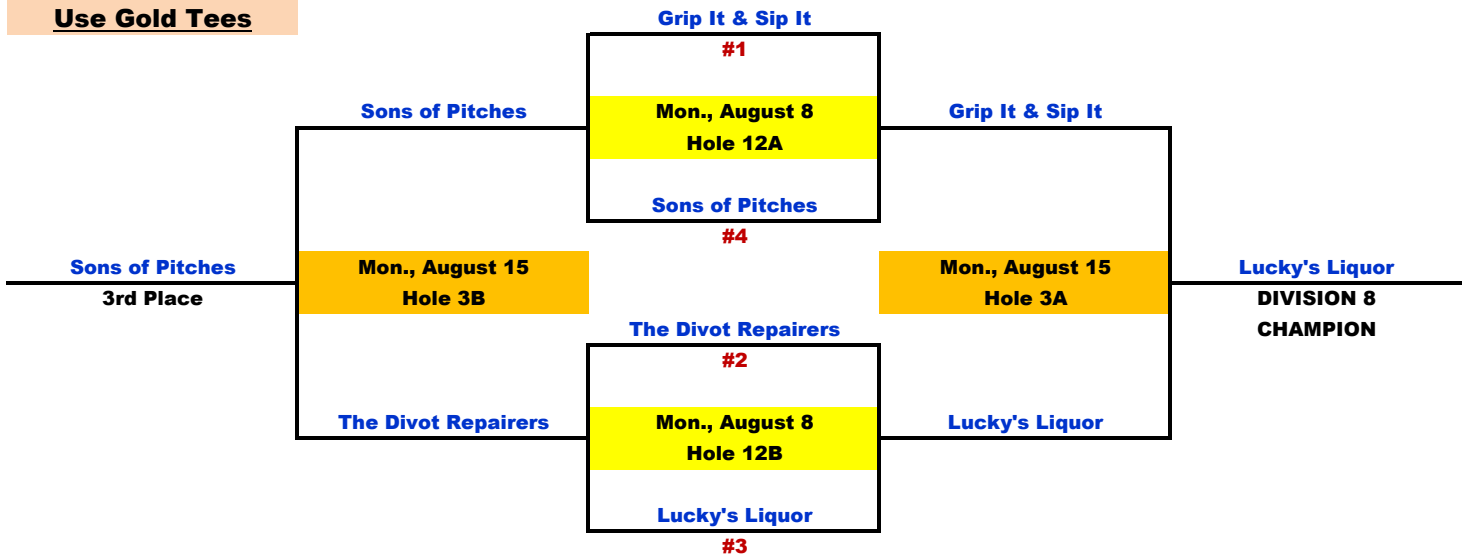 Use Gold Tees
Grip It & Sip It
#1
Sons of Pitches
Mon., August 8
Hole 12A
Grip It & Sip It
Sons of Pitches
#4
Sons of Pitches
3rd Place
Mon., August 15
Hole 3B
Mon., August 15
Hole 3A
Lucky's Liquor
DIVISION 8
CHAMPION
The Divot Repairers
#2
The Divot Repairers
Mon., August 8
Hole 12B
Lucky's Liquor
Lucky's Liquor
#3